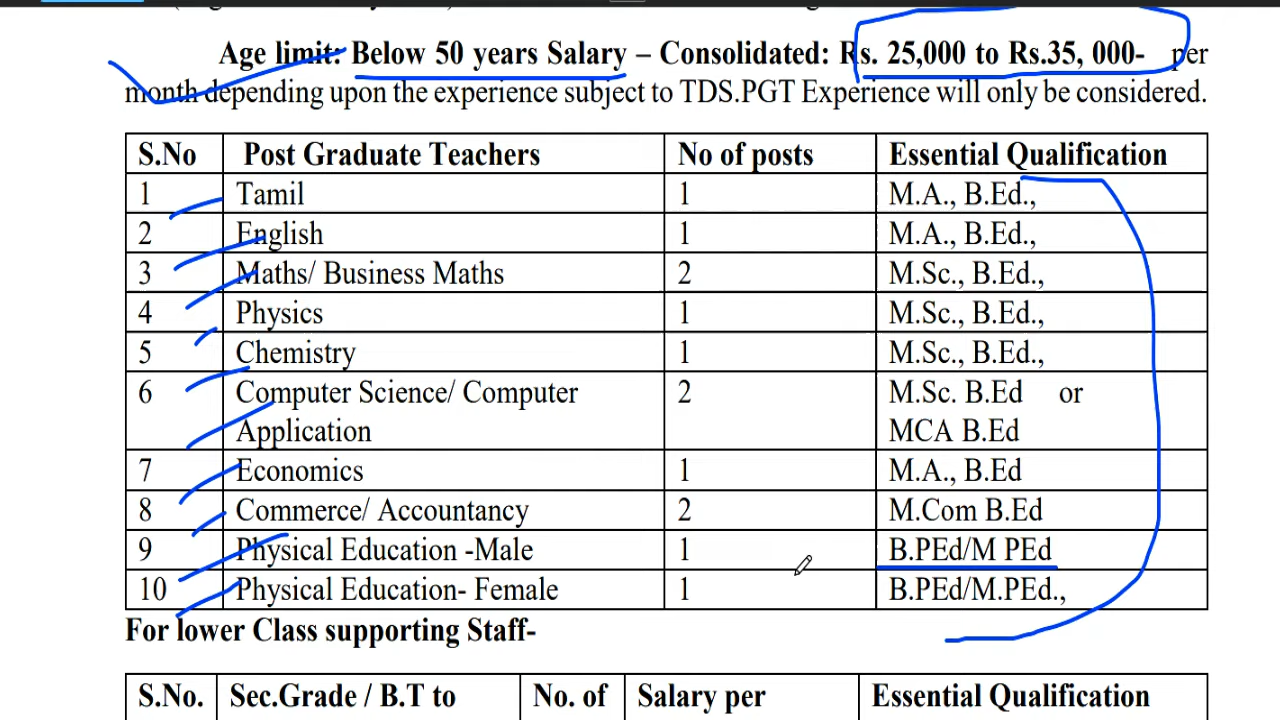 Age limit: Below 50 years Salary – Consolidated: Rs. 25,000 to Rs.35, 000- per
month depending upon the experience subject to TDS.PGT Experience will only be considered.
S.No Post Graduate Teachers No of posts Essential Qualification
1 Tamil 1 M.A., B.Ed.,
2 English 1 M.A., B.Ed.,
3 Maths/ Business Maths 2 M.Sc., B.Ed.,
4 Physics 1 M.Sc., B.Ed.,
5 Chemistry 1 M.Sc., B.Ed.,
6 Computer Science/ Computer 2 M.Sc. B.Ed or
Application MCA B.Ed
7 Economics 1 M.A., B.Ed
8 Commerce/ Accountancy 2 M.Com B.Ed
9 Physical Education -Male 1 B.PEd/M PEd
10 Physical Education- Female 1 B.PEd/M.PEd.,
For lower Class supporting Staff-
S.No. Sec.Grade / B.T to No. of Salary per Essential Qualification